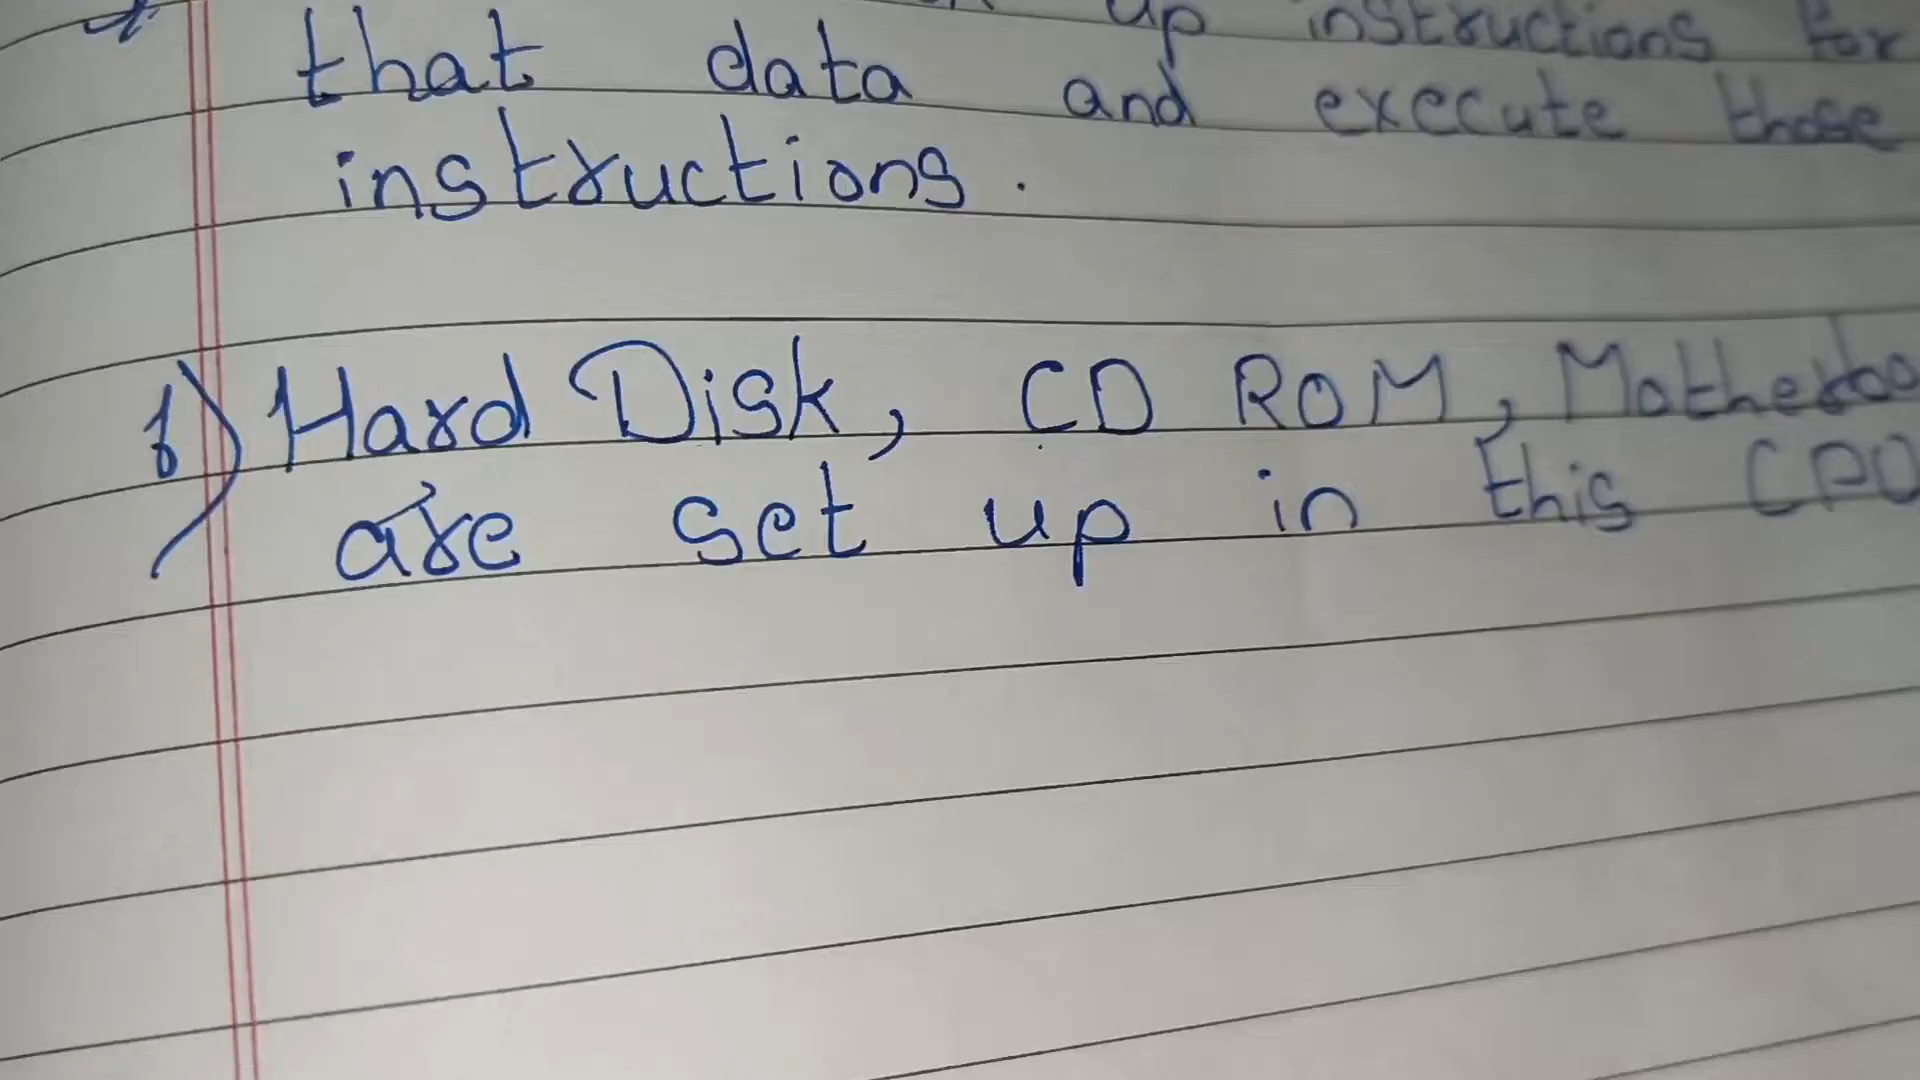 up instructions for
that data and execute those
instructions.
f) Hard Disk, CD ROM, Motherbo
are set up in this CPU